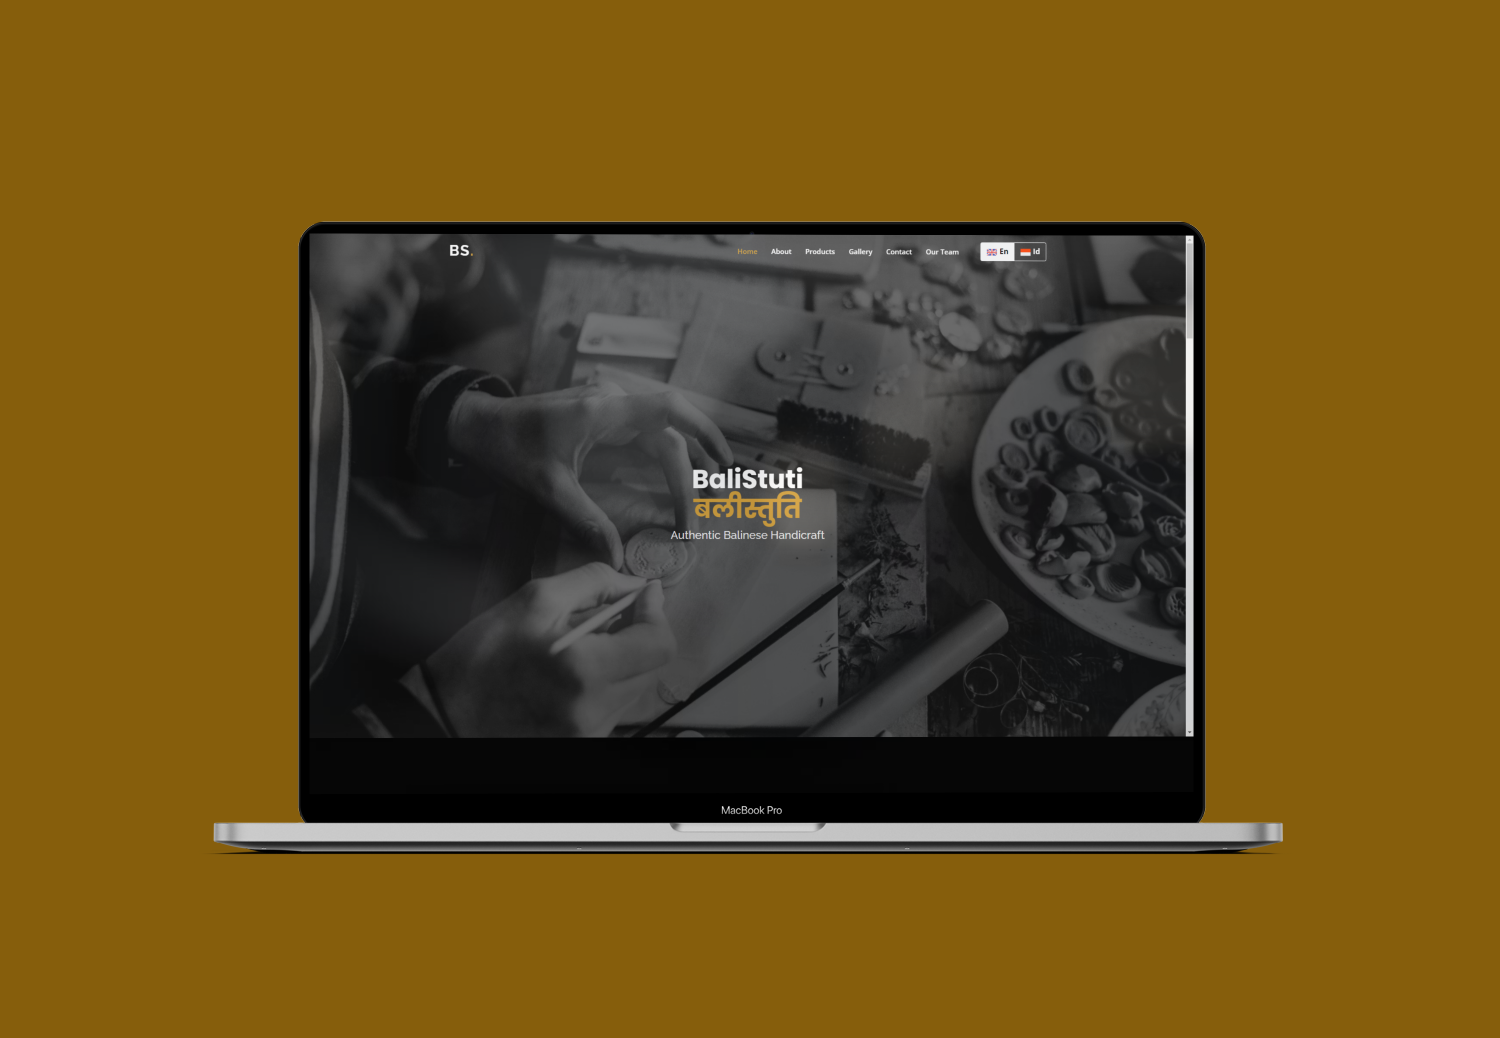 BS.
Home About Products Gallery Contact Our Team En Id
BaliStuti
बलीस्तुति
Authentic Balinese Handicraft
MacBook Pro